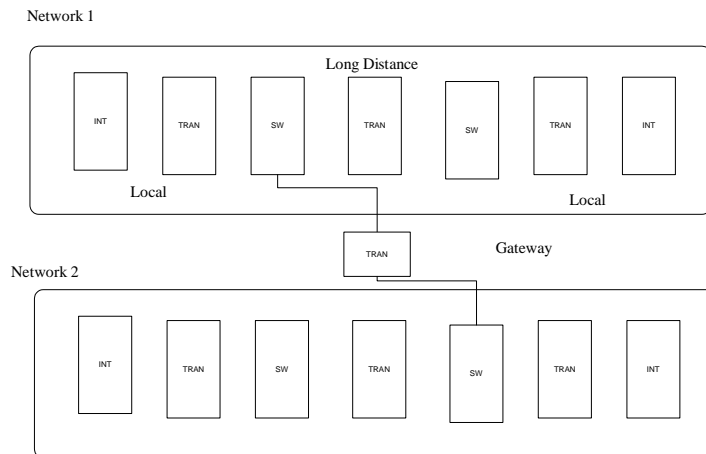 Network 1
Long Distance
INT TRAN SW TRAN SW TRAN INT
Local Local
TRAN Gateway
Network 2
INT TRAN SW TRAN SW TRAN INT